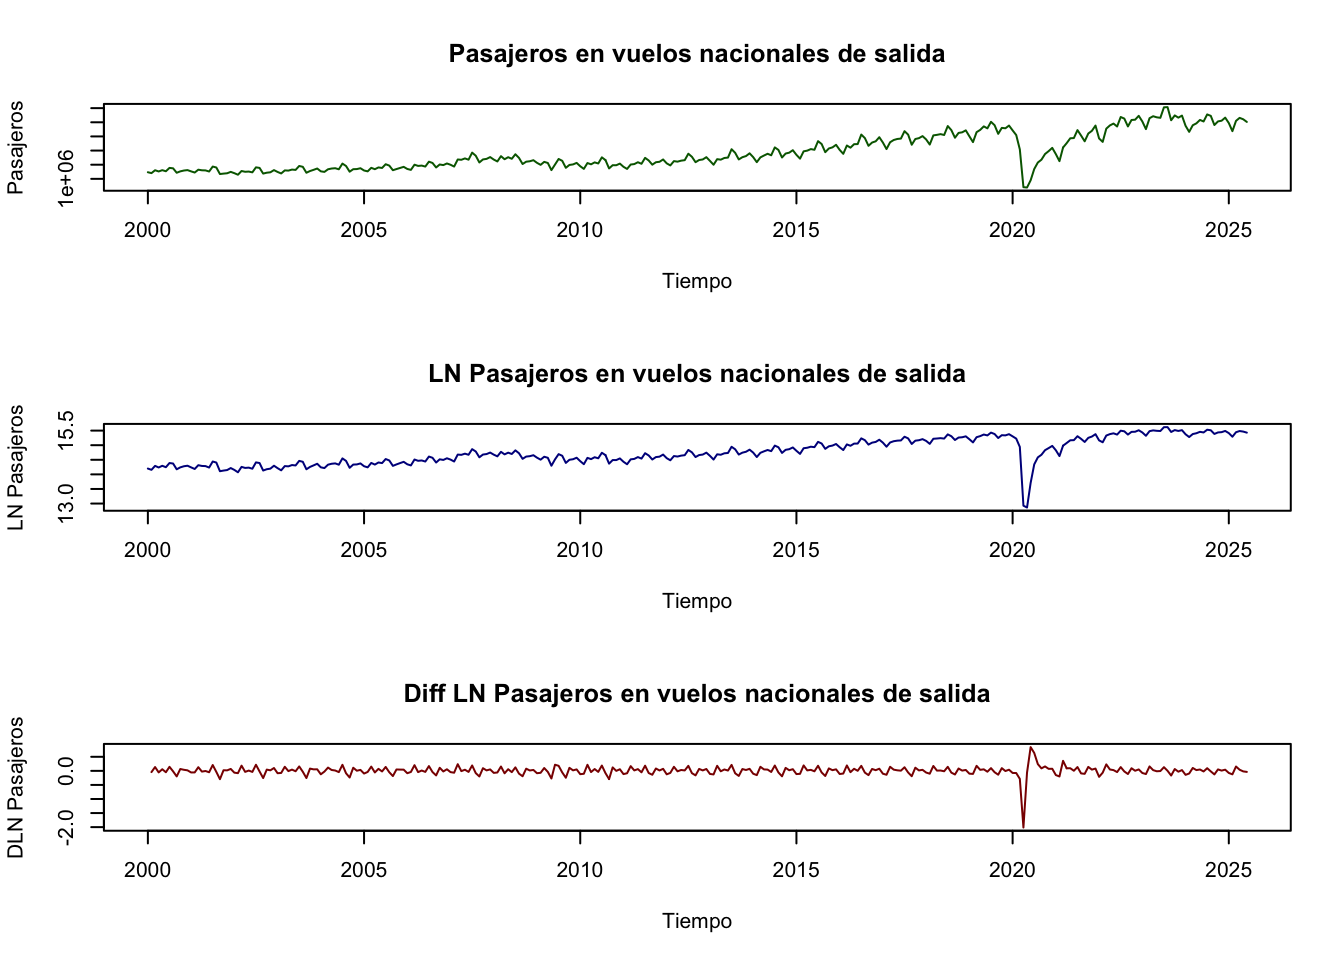 Pasajeros en vuelos nacionales de salida
Pasajeros
1e+06
2000 2005 2010 2015 2020 2025
Tiempo
LN Pasajeros en vuelos nacionales de salida
LN Pasajeros
15.5
13.0
2000 2005 2010 2015 2020 2025
Tiempo
Diff LN Pasajeros en vuelos nacionales de salida
DLN Pasajeros
0.0
-2.0
2000 2005 2010 2015 2020 2025
Tiempo